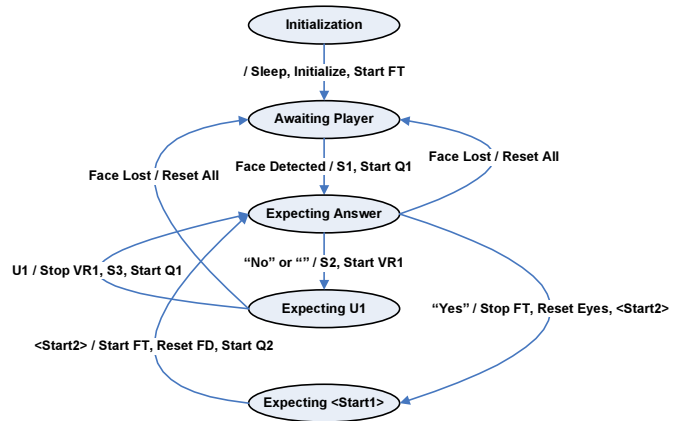 Initialization
/ Sleep, Initialize, Start FT
Awaiting Player
Face Detected / S1, Start Q1
Face Lost / Reset All
Face Lost / Reset All
Expecting Answer
U1 / Stop VR1, S3, Start Q1
“No” or “” / S2, Start VR1
Expecting U1
“Yes” / Stop FT, Reset Eyes, <Start2>
<Start2> / Start FT, Reset FD, Start Q2
Expecting <Start1>